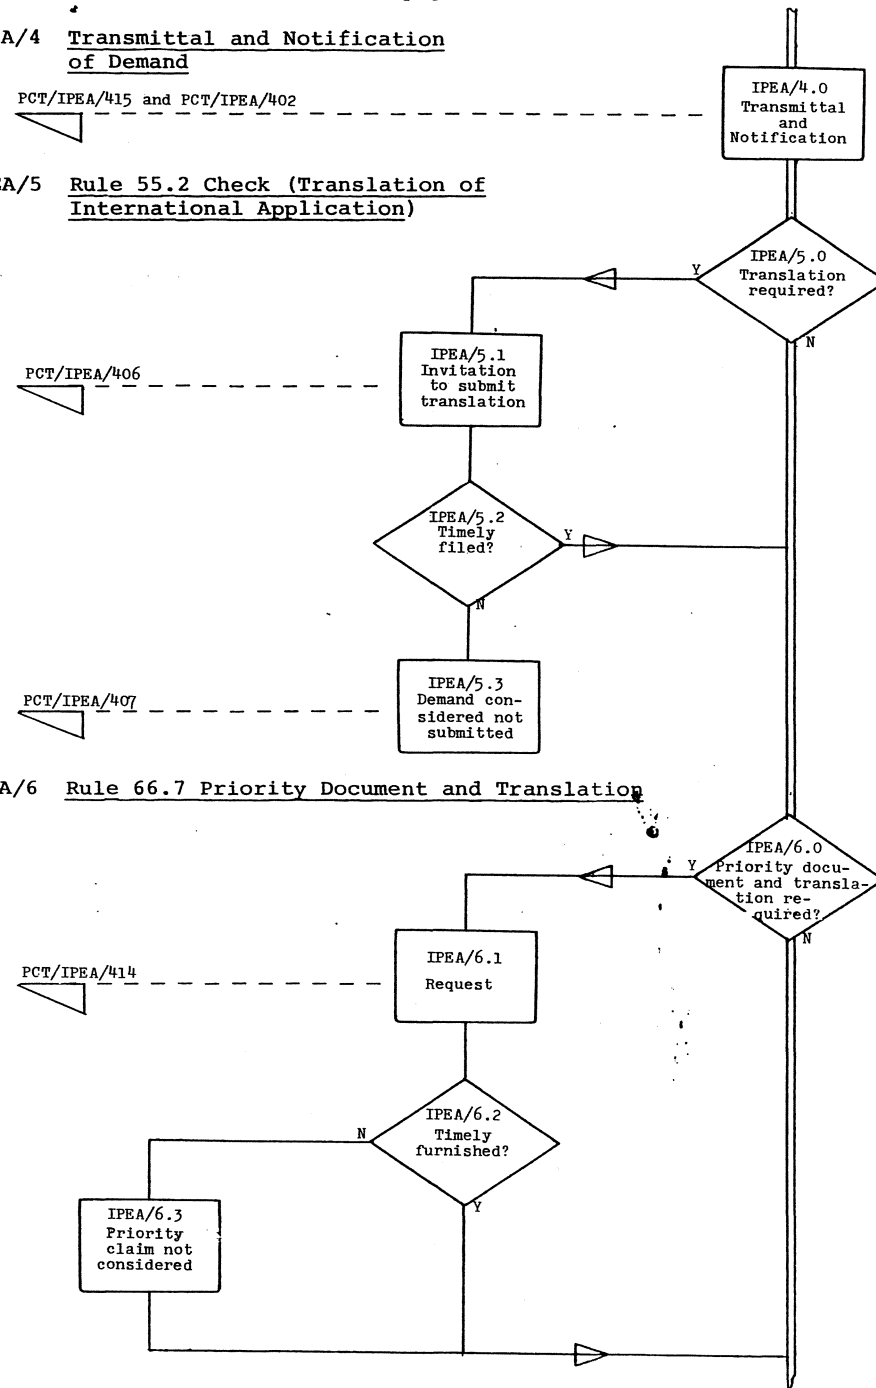 A/4 Transmittal and Notification
of Demand
PCT/IPEA/415 and PCT/IPEA/402
IPEA/4.0
Transmittal
and
Notification
EA/5 Rule 55.2 Check (Translation of
International Application)
IPEA/5.0
Translation
required?
Y
N
IPEA/5.1
Invitation
to submit
translation
PCT/IPEA/406
IPEA/5.2
Timely
filed?
Y
N
IPEA/5.3
Demand con-
sidered not
submitted
PCT/IPEA/407
A/6 Rule 66.7 Priority Document and Translation
IPEA/6.0
Priority docu-
ment and transla-
tion re-
quired?
Y
N
IPEA/6.1
Request
PCT/IPEA/414
IPEA/6.2
Timely
furnished?
N
Y
IPEA/6.3
Priority
claim not
considered